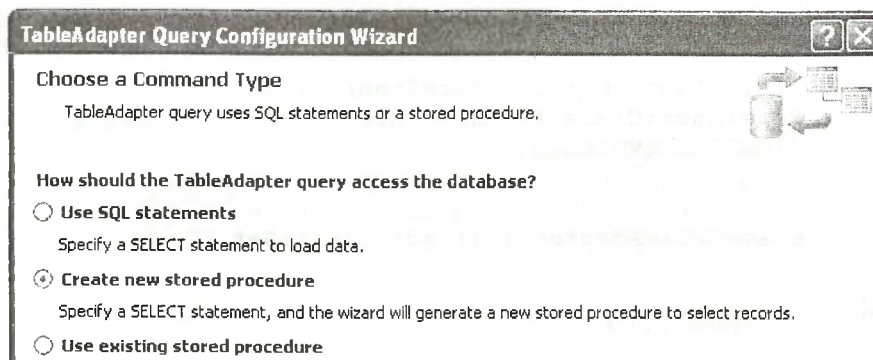 TableAdapter Query Configuration Wizard
Choose a Command Type
TableAdapter query uses SQL statements or a stored procedure.
How should the TableAdapter query access the database?
Use SQL statements
Specify a SELECT statement to load data.
Create new stored procedure
Specify a SELECT statement, and the wizard will generate a new stored procedure to select records.
Use existing stored procedure